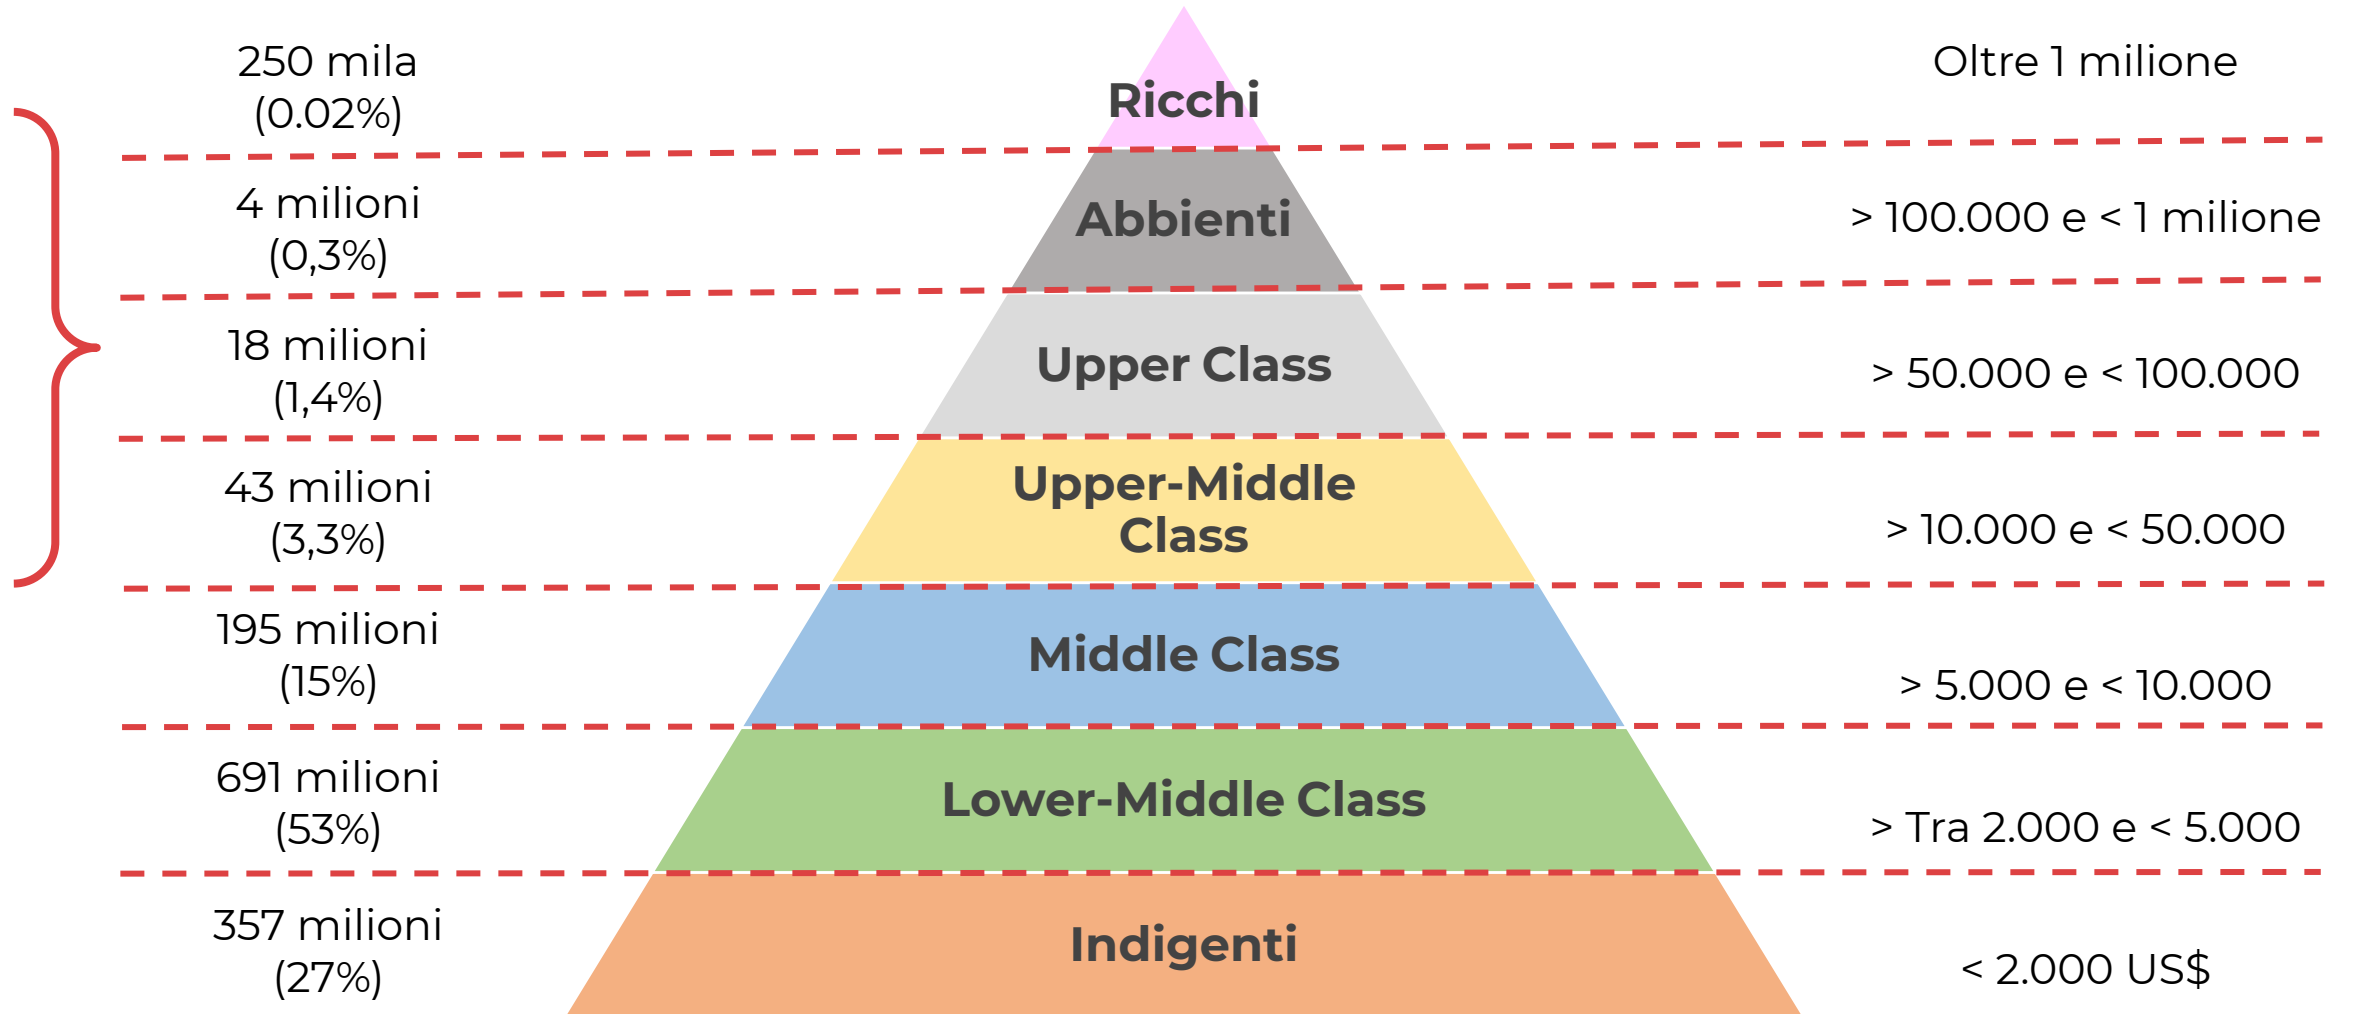 250 mila
(0.02%)
Ricchi
Oltre 1 milione
4 milioni
(0,3%)
Abbienti
> 100.000 e < 1 milione
18 milioni
(1,4%)
Upper Class
> 50.000 e < 100.000
43 milioni
(3,3%)
Upper-Middle
Class
> 10.000 e < 50.000
195 milioni
(15%)
Middle Class
> 5.000 e < 10.000
691 milioni
(53%)
Lower-Middle Class
> Tra 2.000 e < 5.000
357 milioni
(27%)
Indigenti
< 2.000 US$